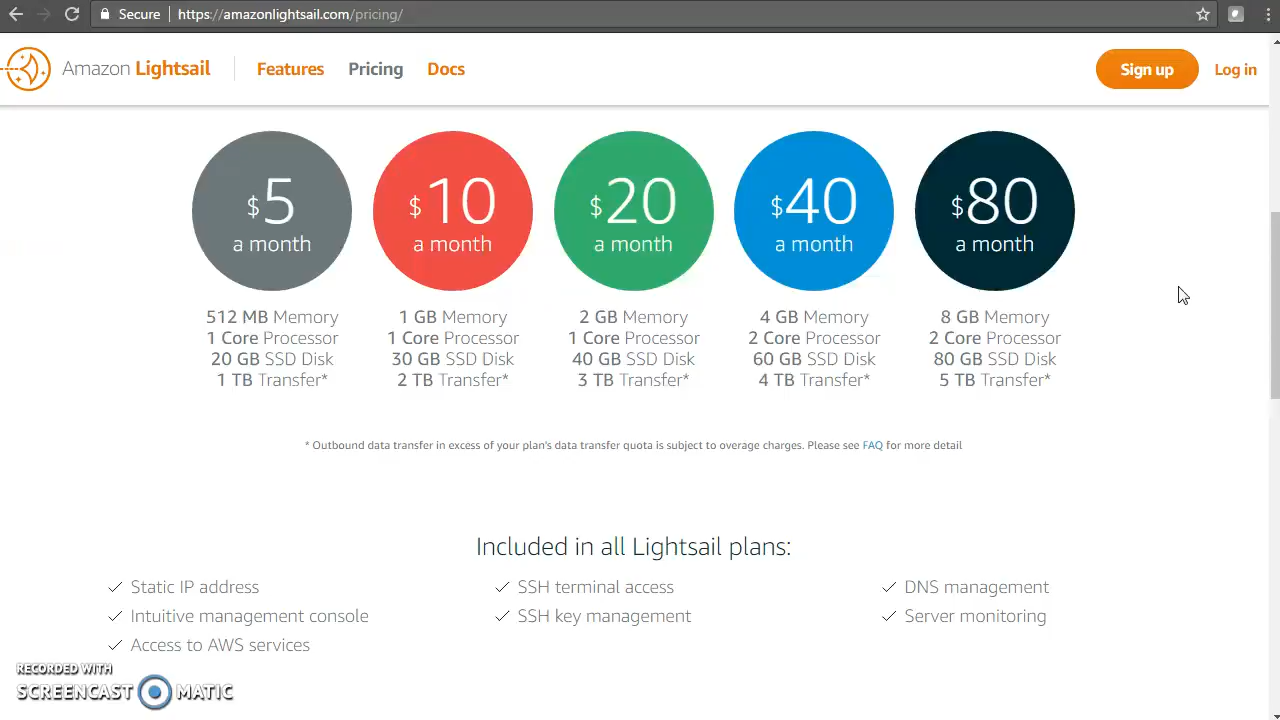 Secure https://amazonlightsail.com/pricing/
Amazon Lightsail Features Pricing Docs Sign up Log in
$5 $10 $20 $40 $80
a month a month a month a month a month
512 MB Memory 1 GB Memory 2 GB Memory 4 GB Memory 8 GB Memory
1 Core Processor 1 Core Processor 1 Core Processor 2 Core Processor 2 Core Processor
20 GB SSD Disk 30 GB SSD Disk 40 GB SSD Disk 60 GB SSD Disk 80 GB SSD Disk
1 TB Transfer* 2 TB Transfer* 3 TB Transfer* 4 TB Transfer* 5 TB Transfer*
* Outbound data transfer in excess of your plan's data transfer quota is subject to overage charges. Please see FAQ for more detail
Included in all Lightsail plans:
Static IP address SSH terminal access DNS management
Intuitive management console SSH key management Server monitoring
Access to AWS services
RECORDED WITH
SCREENCAST MATIC